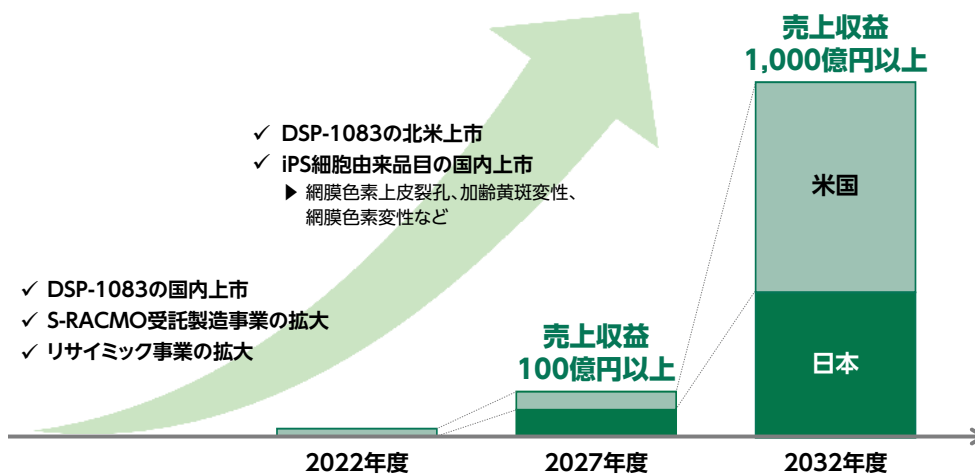 売上収益
1,000億円以上
✓ DSP-1083の北米上市
✓ iPS細胞由来品目の国内上市
▶ 網膜色素上皮裂孔、加齢黄斑変性、
網膜色素変性など
米国
✓ DSP-1083の国内上市
✓ S-RACMO受託製造事業の拡大
✓ リサイミック事業の拡大
売上収益
100億円以上
日本
2022年度
2027年度
2032年度